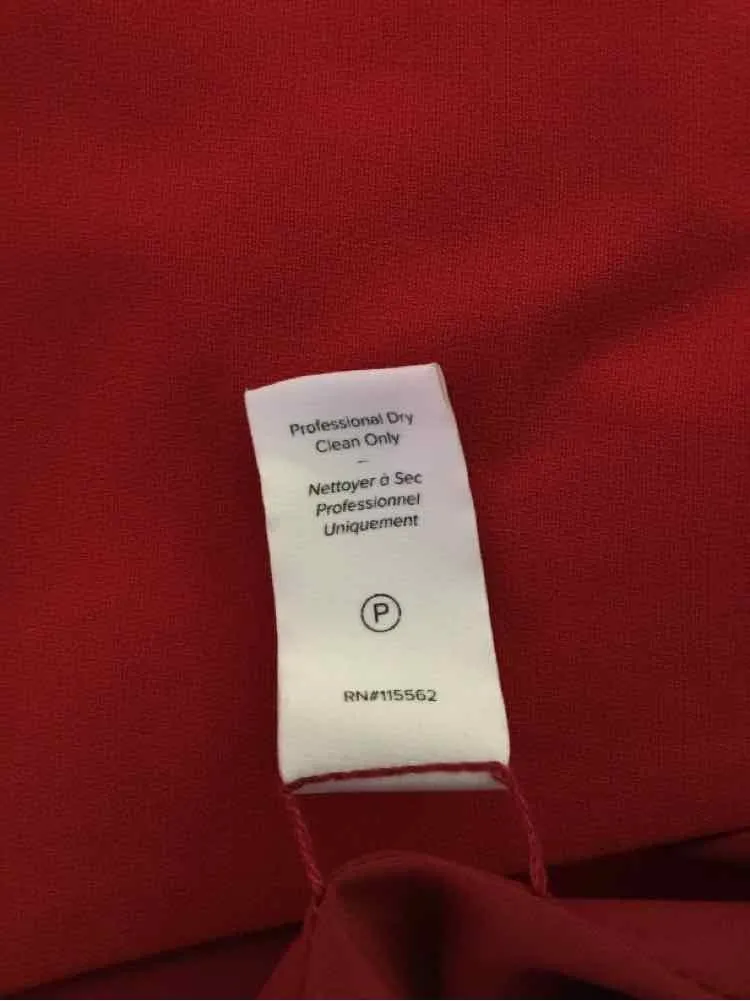 Professional Dry
Clean Only
–
Nettoyer à Sec
Professionnel
Uniquement
P
RN#115562